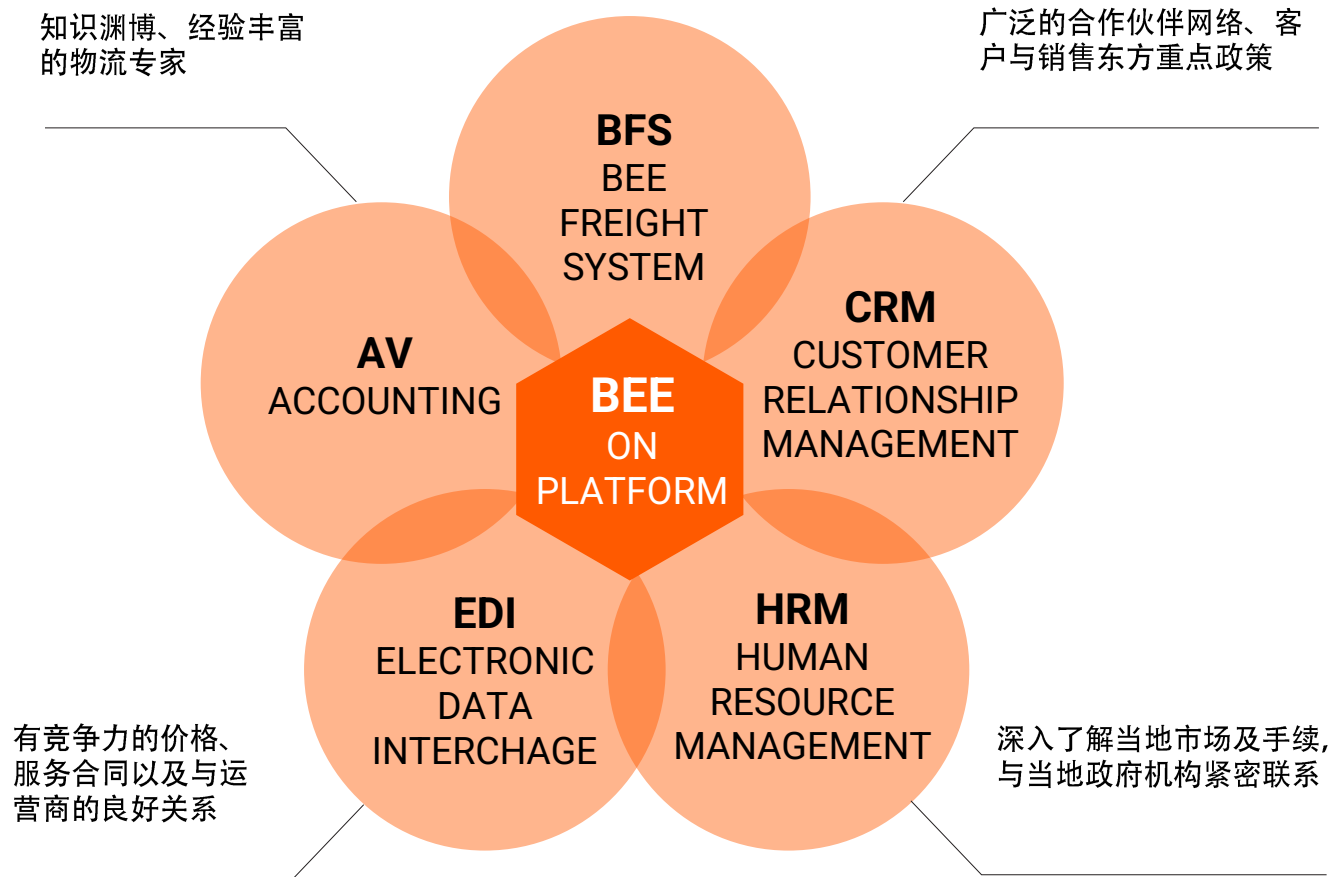 知识渊博、经验丰富
的物流专家
广泛的合作伙伴网络、客
户与销售东方重点政策
BFS
BEE
FREIGHT
SYSTEM
AV
ACCOUNTING
BEE
ON
PLATFORM
CRM
CUSTOMER
RELATIONSHIP
MANAGEMENT
EDI
ELECTRONIC
DATA
INTERCHAGE
HRM
HUMAN
RESOURCE
MANAGEMENT
有竞争力的价格、
服务合同以及与运
营商的良好关系
深入了解当地市场及手续,
与当地政府机构紧密联系